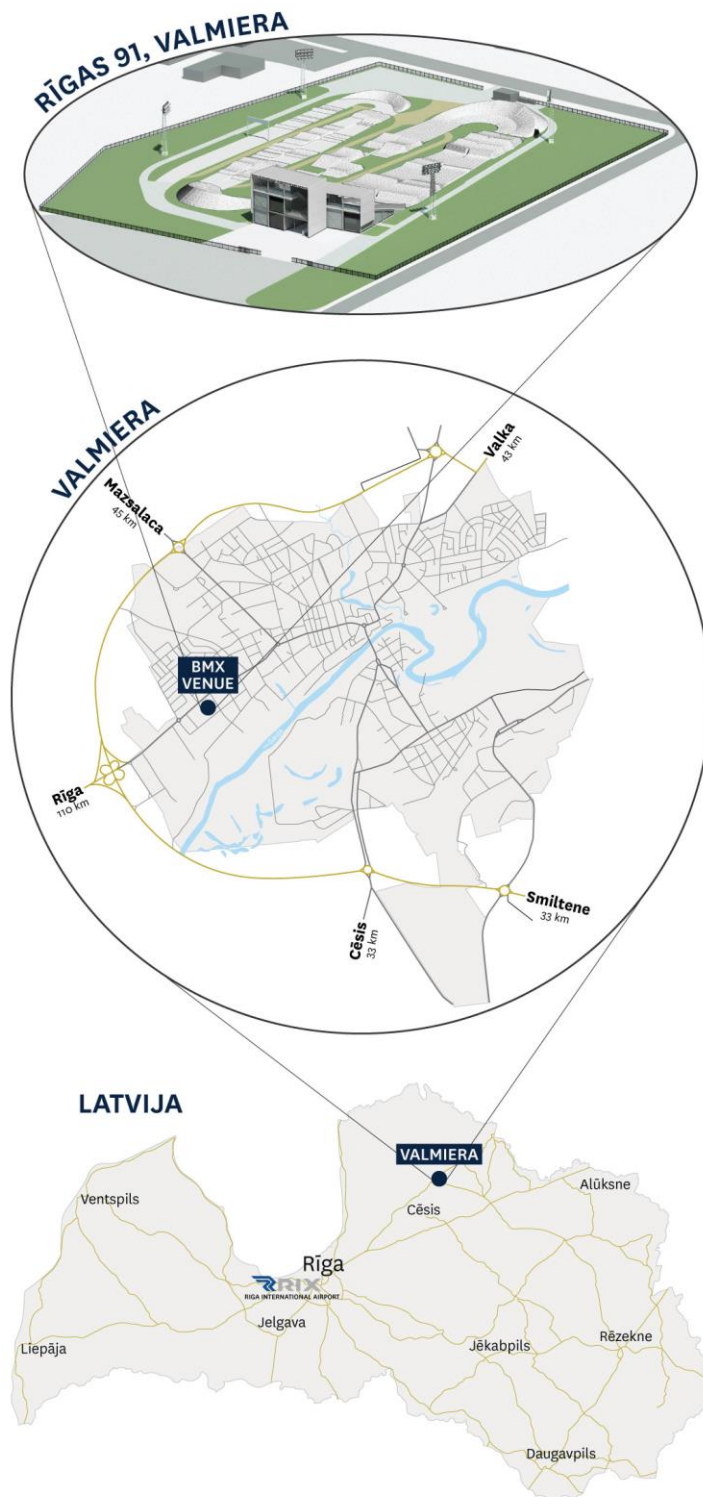 RĪGAS 91, VALMIERA
VALMIERA
Mazsalaca
45 km
Valka
43 km
BMX
VENUE
Rīga
110 km
Cēsis
33 km
Smiltene
33 km
LATVIJA
VALMIERA
Ventspils
Cēsis
Alūksne
Rīga
RIX
RIGA INTERNATIONAL AIRPORT
Jelgava
Liepāja
Jēkabpils
Rēzekne
Daugavpils